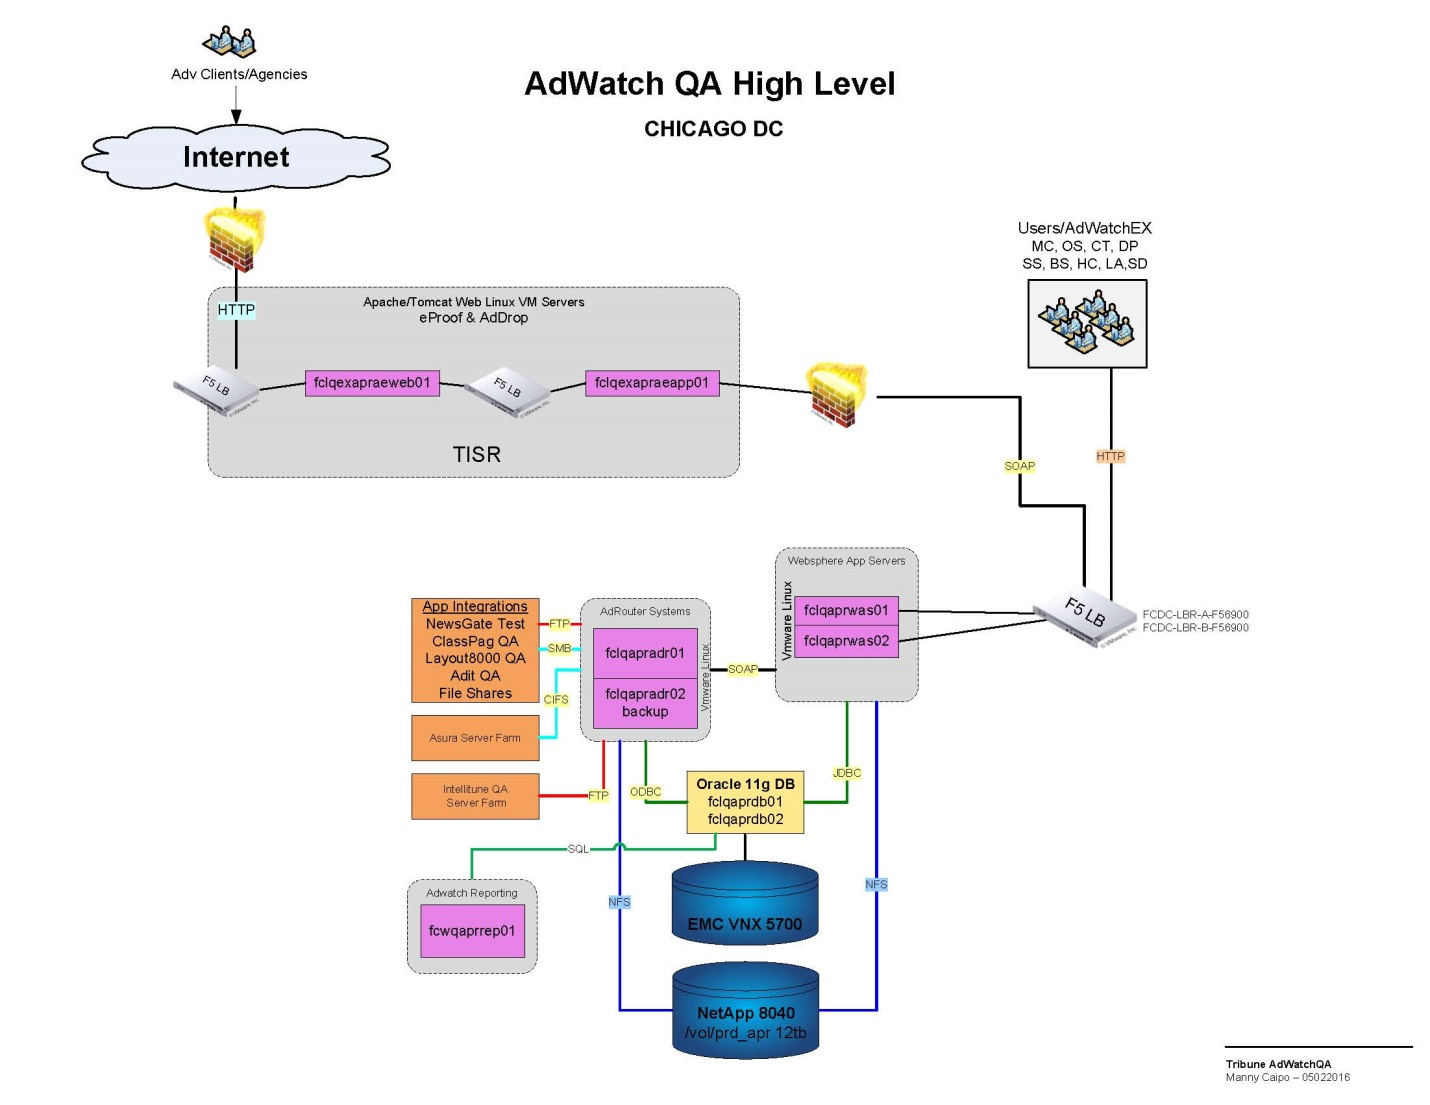 Adv Clients/Agencies
AdWatch QA High Level
CHICAGO DC
Internet
Users/AdWatchEX
MC, OS, CT, DP
SS, BS, HC, LA,SD
HTTP
Apache/Tomcat Web Linux VM Servers
eProof & AdDrop
F5 LB
fclqexapraeweb01
F5 LB
fclqexapraeapp01
TISR
SOAP
HTTP
Websphere App Servers
Vmware Linux
fclqaprwas01
fclqaprwas02
F5 LB
FCDC-LBR-A-F56900
FCDC-LBR-B-F56900
App Integrations
NewsGate Test
ClassPag QA
Layout8000 QA
Adit QA
File Shares
FTP
SMB
CIFS
AdRouter Systems
fclqapradr01
fclqapradr02
backup
Vmware Linux
SOAP
Asura Server Farm
Intellitune QA
Server Farm
FTP
ODBC
Oracle 11g DB
fclqaprdb01
fclqaprdb02
JDBC
SQL
Adwatch Reporting
fcwqaprrep01
NFS
NFS
EMC VNX 5700
NetApp 8040
/vol/prd_apr 12tb
Tribune AdWatchQA
Manny Caipo – 05022016